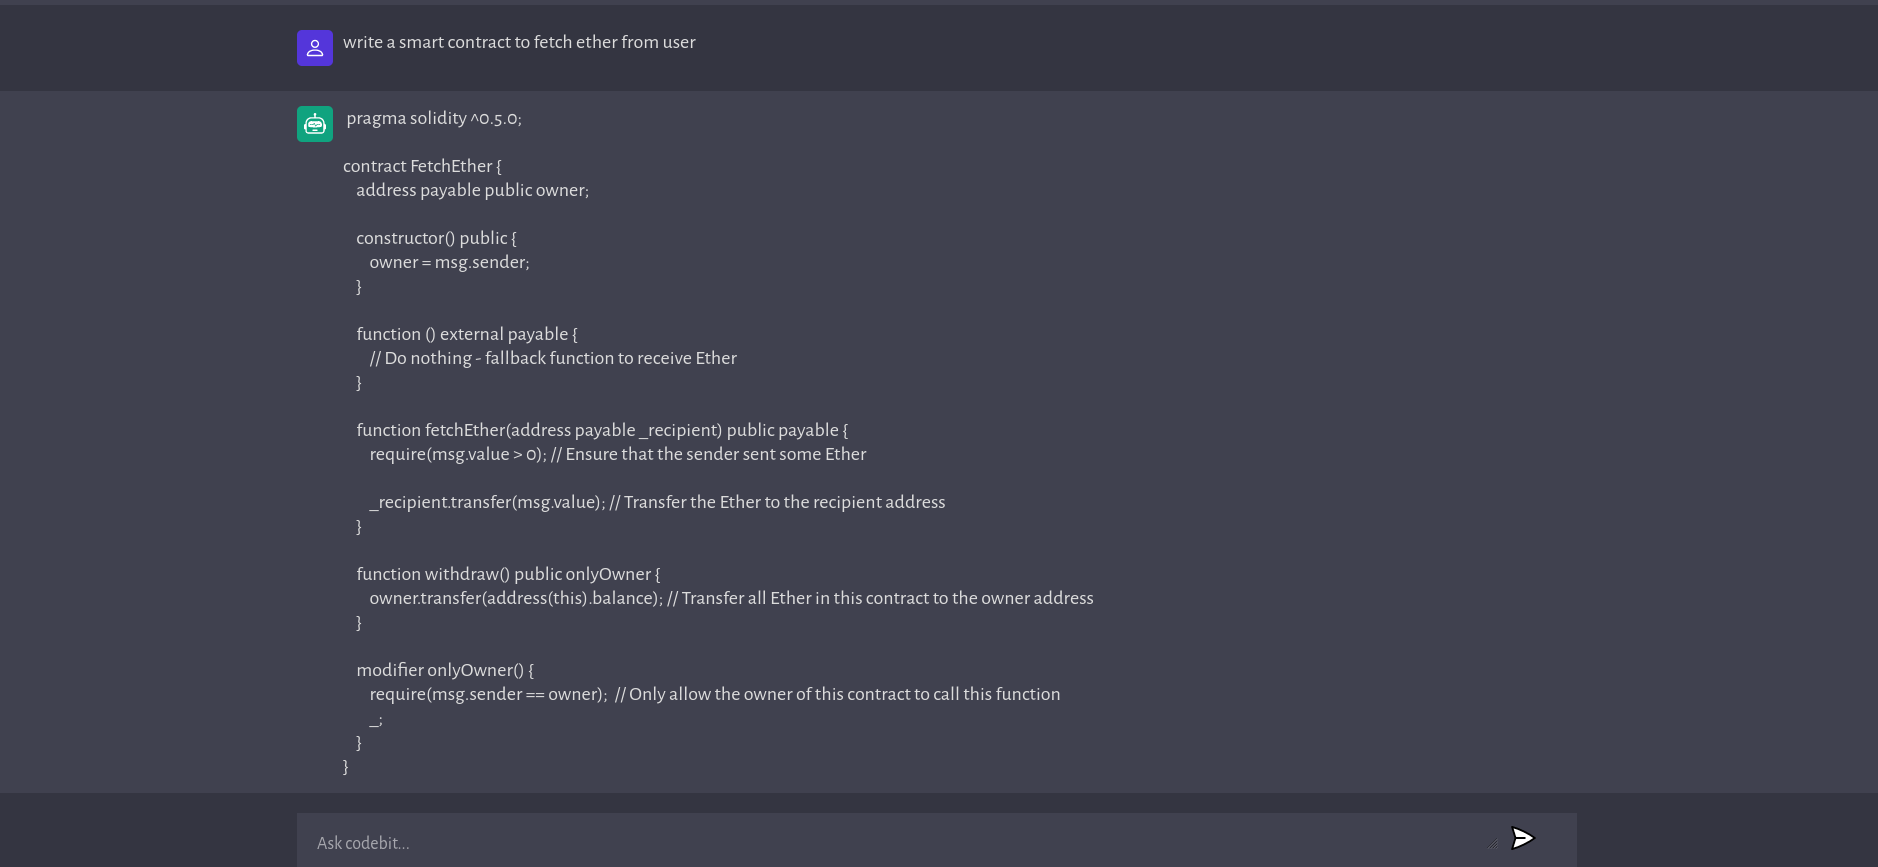 write a smart contract to fetch ether from user
pragma solidity ^0.5.0;
contract FetchEther {
address payable public owner;
constructor() public {
owner = msg.sender;
}
function () external payable {
// Do nothing - fallback function to receive Ether
}
function fetchEther(address payable _recipient) public payable {
require(msg.value > 0); // Ensure that the sender sent some Ether
_recipient.transfer(msg.value); // Transfer the Ether to the recipient address
}
function withdraw() public onlyOwner {
owner.transfer(address(this).balance); // Transfer all Ether in this contract to the owner address
}
modifier onlyOwner() {
require(msg.sender == owner);  // Only allow the owner of this contract to call this function
_;
}
}
Ask codebit...